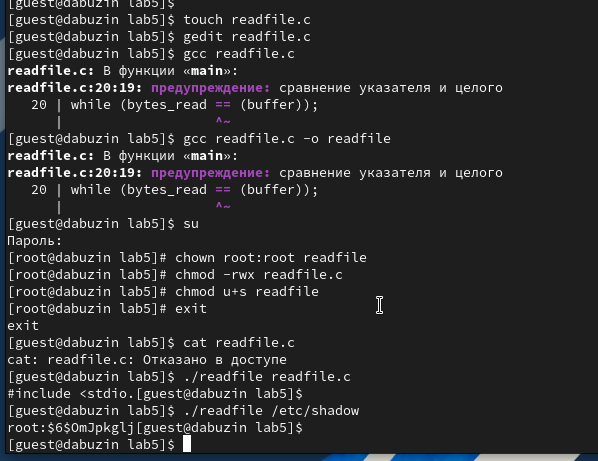 [guest@dabuzin lab5]$
[guest@dabuzin lab5]$ touch readfile.c
[guest@dabuzin lab5]$ gedit readfile.c
[guest@dabuzin lab5]$ gcc readfile.c
readfile.c: В функции «main»:
readfile.c:20:19: предупреждение: сравнение указателя и целого
   20 | while (bytes_read == (buffer));
      |                   ^~
[guest@dabuzin lab5]$ gcc readfile.c -o readfile
readfile.c: В функции «main»:
readfile.c:20:19: предупреждение: сравнение указателя и целого
   20 | while (bytes_read == (buffer));
      |                   ^~
[guest@dabuzin lab5]$ su
Пароль:
[root@dabuzin lab5]# chown root:root readfile
[root@dabuzin lab5]# chmod -rwx readfile.c
[root@dabuzin lab5]# chmod u+s readfile
[root@dabuzin lab5]# exit
exit
[guest@dabuzin lab5]$ cat readfile.c
cat: readfile.c: Отказано в доступе
[guest@dabuzin lab5]$ ./readfile readfile.c
#include <stdio.[guest@dabuzin lab5]$
[guest@dabuzin lab5]$ ./readfile /etc/shadow
root:$6$OmJpkglj[guest@dabuzin lab5]$
[guest@dabuzin lab5]$